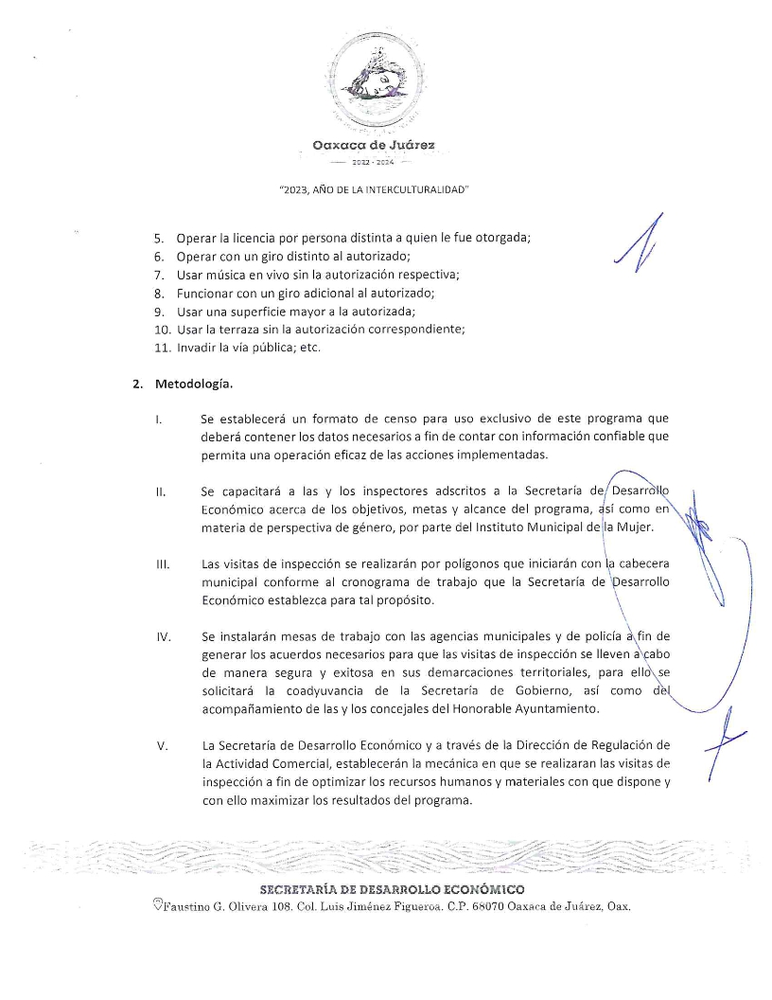 Oaxaca de Juárez
2022 - 2024
"2023, AÑO DE LA INTERCULTURALIDAD"
5. Operar la licencia por persona distinta a quien le fue otorgada;
6. Operar con un giro distinto al autorizado;
7. Usar música en vivo sin la autorización respectiva;
8. Funcionar con un giro adicional al autorizado;
9. Usar una superficie mayor a la autorizada;
10. Usar la terraza sin la autorización correspondiente;
11. Invadir la vía pública; etc.
2. Metodología.
I. Se establecerá un formato de censo para uso exclusivo de este programa que
deberá contener los datos necesarios a fin de contar con información confiable que
permita una operación eficaz de las acciones implementadas.
II. Se capacitará a las y los inspectores adscritos a la Secretaría de Desarrollo
Económico acerca de los objetivos, metas y alcance del programa, así como en
materia de perspectiva de género, por parte del Instituto Municipal de la Mujer.
III. Las visitas de inspección se realizarán por polígonos que iniciarán con la cabecera
municipal conforme al cronograma de trabajo que la Secretaría de Desarrollo
Económico establezca para tal propósito.
IV. Se instalarán mesas de trabajo con las agencias municipales y de policía a fin de
generar los acuerdos necesarios para que las visitas de inspección se lleven a cabo
de manera segura y exitosa en sus demarcaciones territoriales, para ello se
solicitará la coadyuvancia de la Secretaría de Gobierno, así como del
acompañamiento de las y los concejales del Honorable Ayuntamiento.
V. La Secretaría de Desarrollo Económico y a través de la Dirección de Regulación de
la Actividad Comercial, establecerán la mecánica en que se realizaran las visitas de
inspección a fin de optimizar los recursos humanos y materiales con que dispone y
con ello maximizar los resultados del programa.
SECRETARÍA DE DESARROLLO ECONÓMICO
Faustino G. Olivera 108. Col. Luis Jiménez Figueroa. C.P. 68070 Oaxaca de Juárez, Oax.